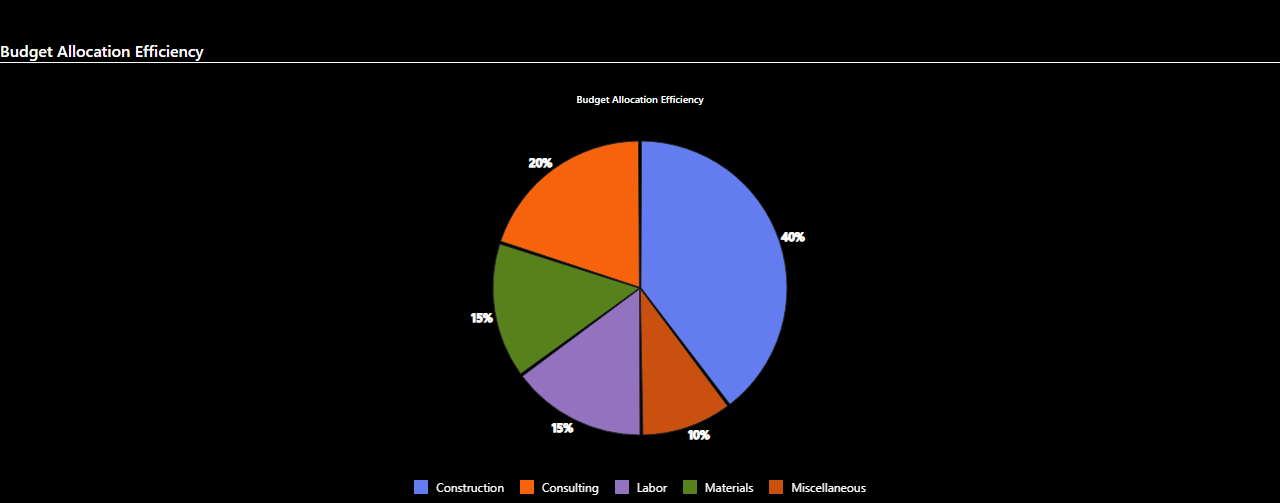 Budget Allocation Efficiency
Budget Allocation Efficiency
20%
40%
15%
15%
10%
Construction Consulting Labor Materials Miscellaneous